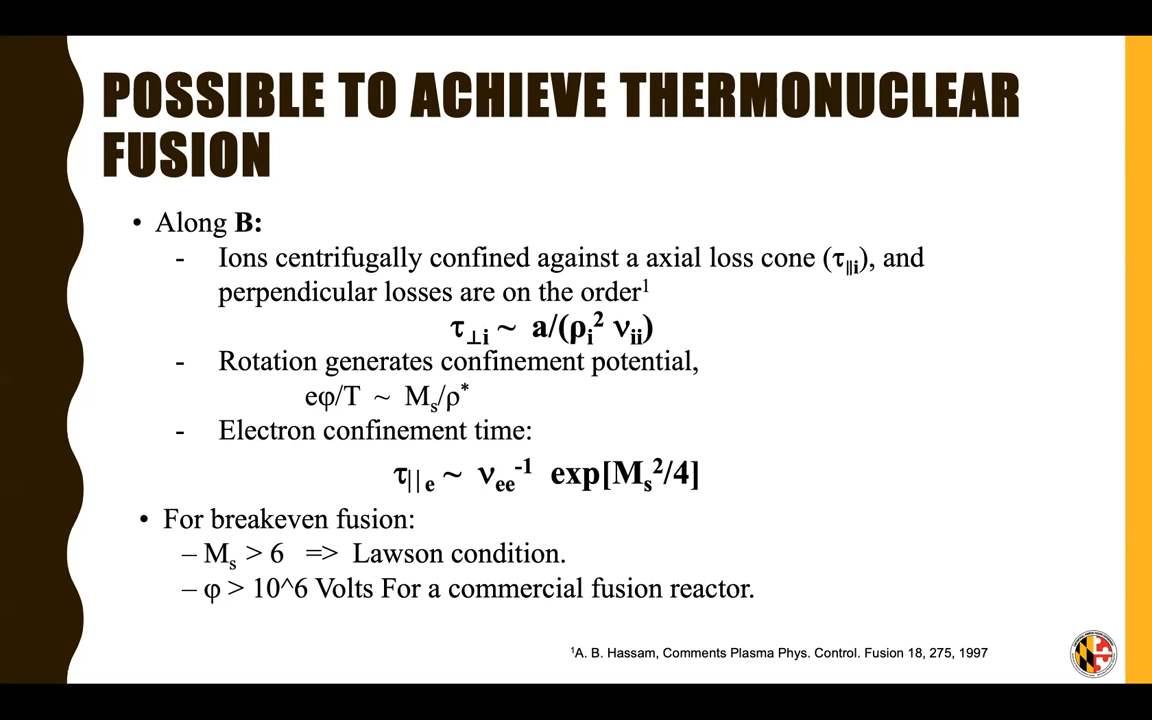 POSSIBLE TO ACHIEVE THERMONUCLEAR
FUSION
• Along B:
- Ions centrifugally confined against a axial loss cone (τ||i), and
perpendicular losses are on the order¹
τ⊥i ~ a/(ρi² νii)
- Rotation generates confinement potential,
eφ/T ~ Ms/ρ*
- Electron confinement time:
τ||e ~ νee⁻¹ exp[Ms²/4]
• For breakeven fusion:
– Ms > 6 => Lawson condition.
– φ > 10^6 Volts For a commercial fusion reactor.
¹A. B. Hassam, Comments Plasma Phys. Control. Fusion 18, 275, 1997